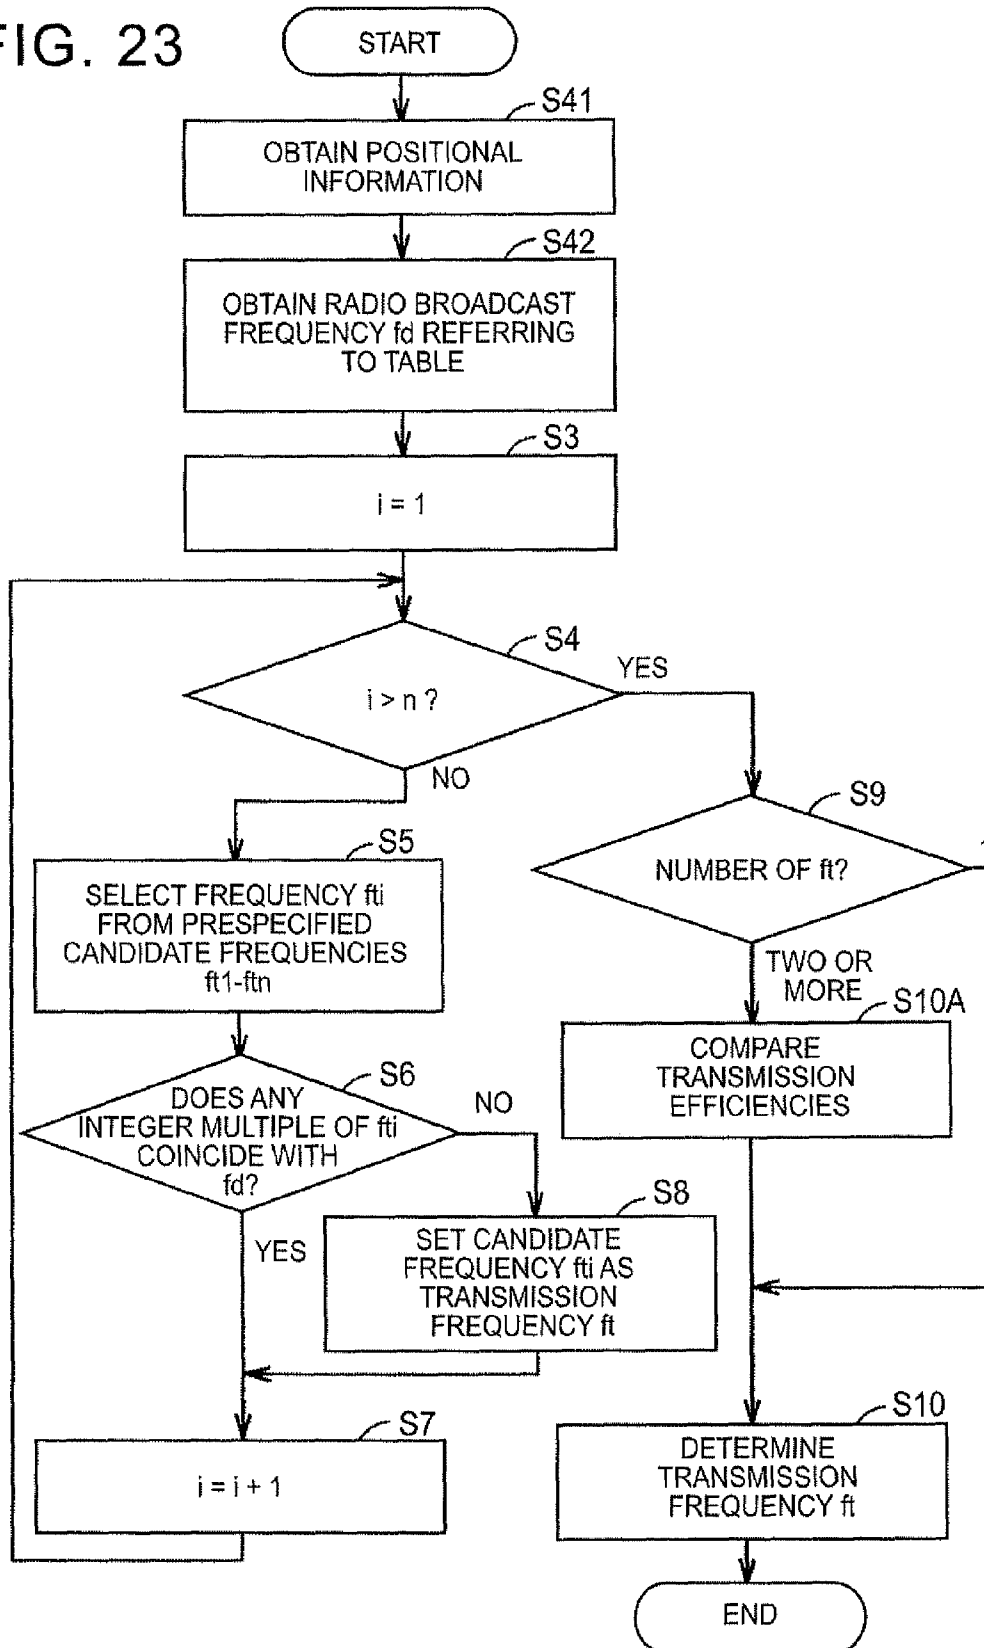 FIG. 23
START
S41
OBTAIN POSITIONAL
INFORMATION
S42
OBTAIN RADIO BROADCAST
FREQUENCY fd REFERRING
TO TABLE
S3
i = 1
S4
i > n ?
YES
NO
S5
SELECT FREQUENCY fti
FROM PRESPECIFIED
CANDIDATE FREQUENCIES
ft1-ftn
S6
DOES ANY
INTEGER MULTIPLE OF fti
COINCIDE WITH
fd?
NO
YES
S8
SET CANDIDATE
FREQUENCY fti AS
TRANSMISSION
FREQUENCY ft
S7
i = i + 1
S9
NUMBER OF ft?
TWO OR
MORE
S10A
COMPARE
TRANSMISSION
EFFICIENCIES
S10
DETERMINE
TRANSMISSION
FREQUENCY ft
END